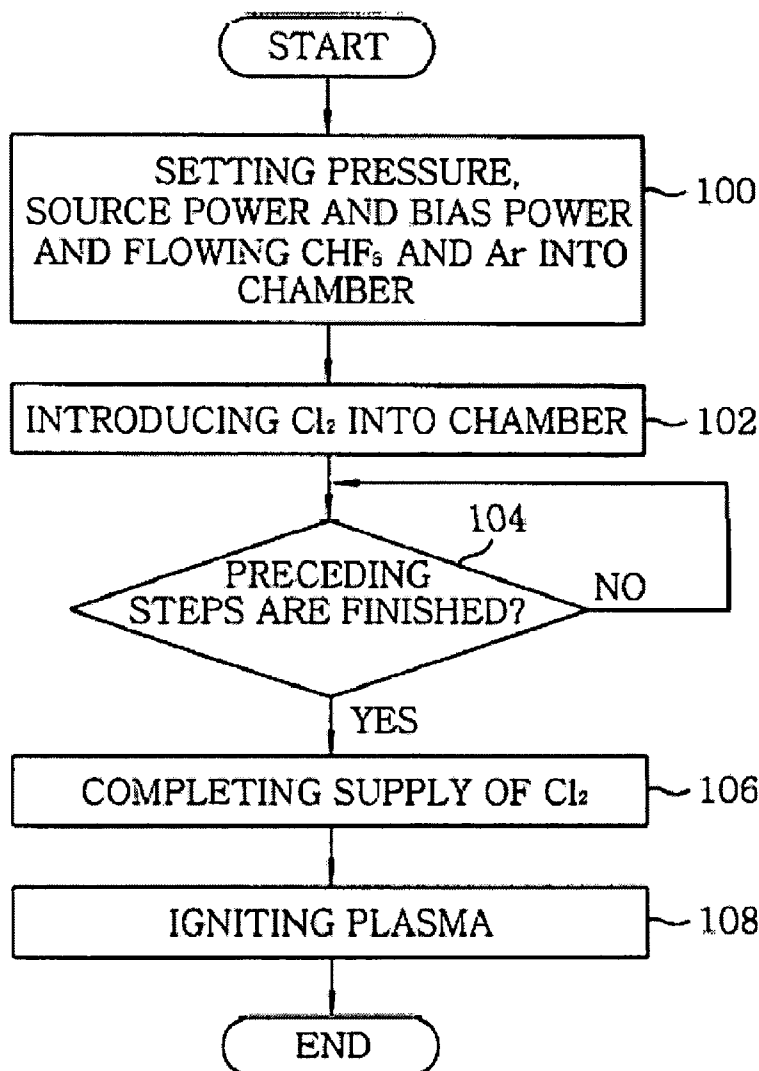 START
SETTING PRESSURE,
SOURCE POWER AND BIAS POWER
AND FLOWING CHF₃ AND Ar INTO
CHAMBER
100
INTRODUCING Cl₂ INTO CHAMBER
102
104
PRECEDING
STEPS ARE FINISHED?
NO
YES
COMPLETING SUPPLY OF Cl₂
106
IGNITING PLASMA
108
END